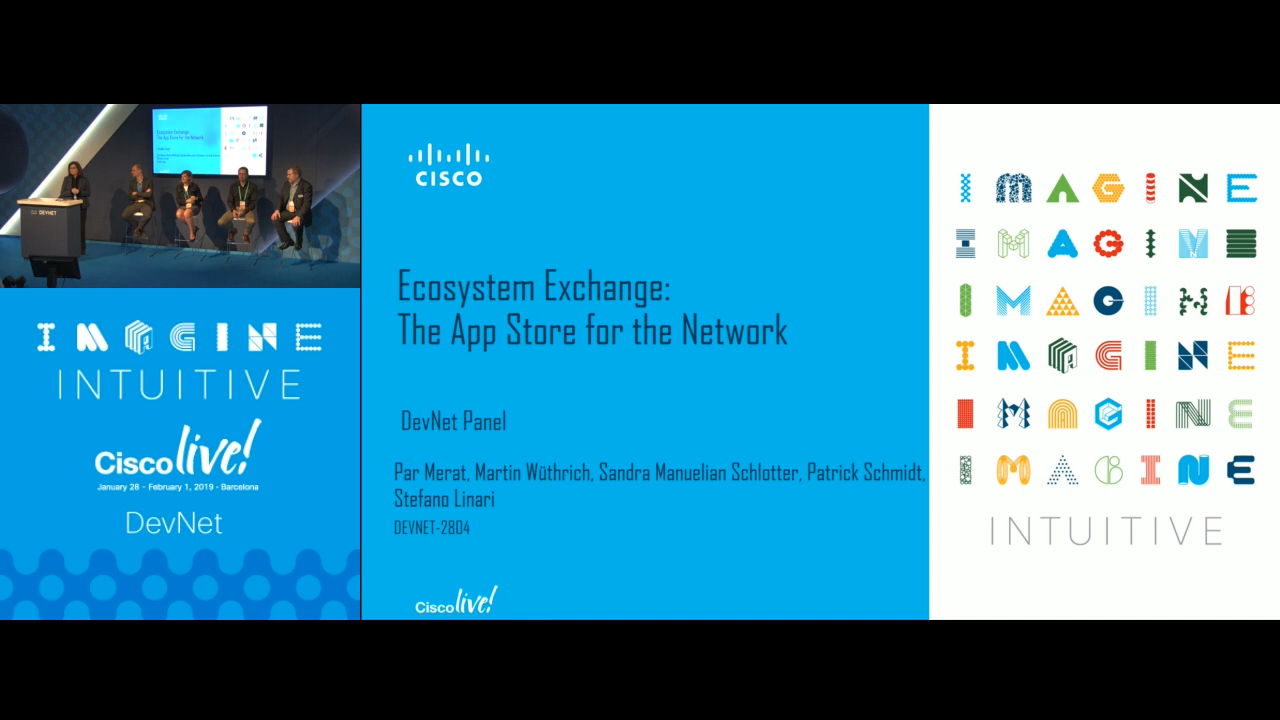 DEVNET
IMAGINE
INTUITIVE
Cisco live!
January 28 - February 1, 2019 · Barcelona
DevNet
CISCO
Ecosystem Exchange:
The App Store for the Network
DevNet Panel
Par Merat, Martin Wüthrich, Sandra Manuelian Schlotter, Patrick Schmidt,
Stefano Linari
DEVNET-2804
Cisco live!
IMAGINE
IMAGINE
IMAGINE
IMAGINE
IMAGINE
IMAGINE
INTUITIVE